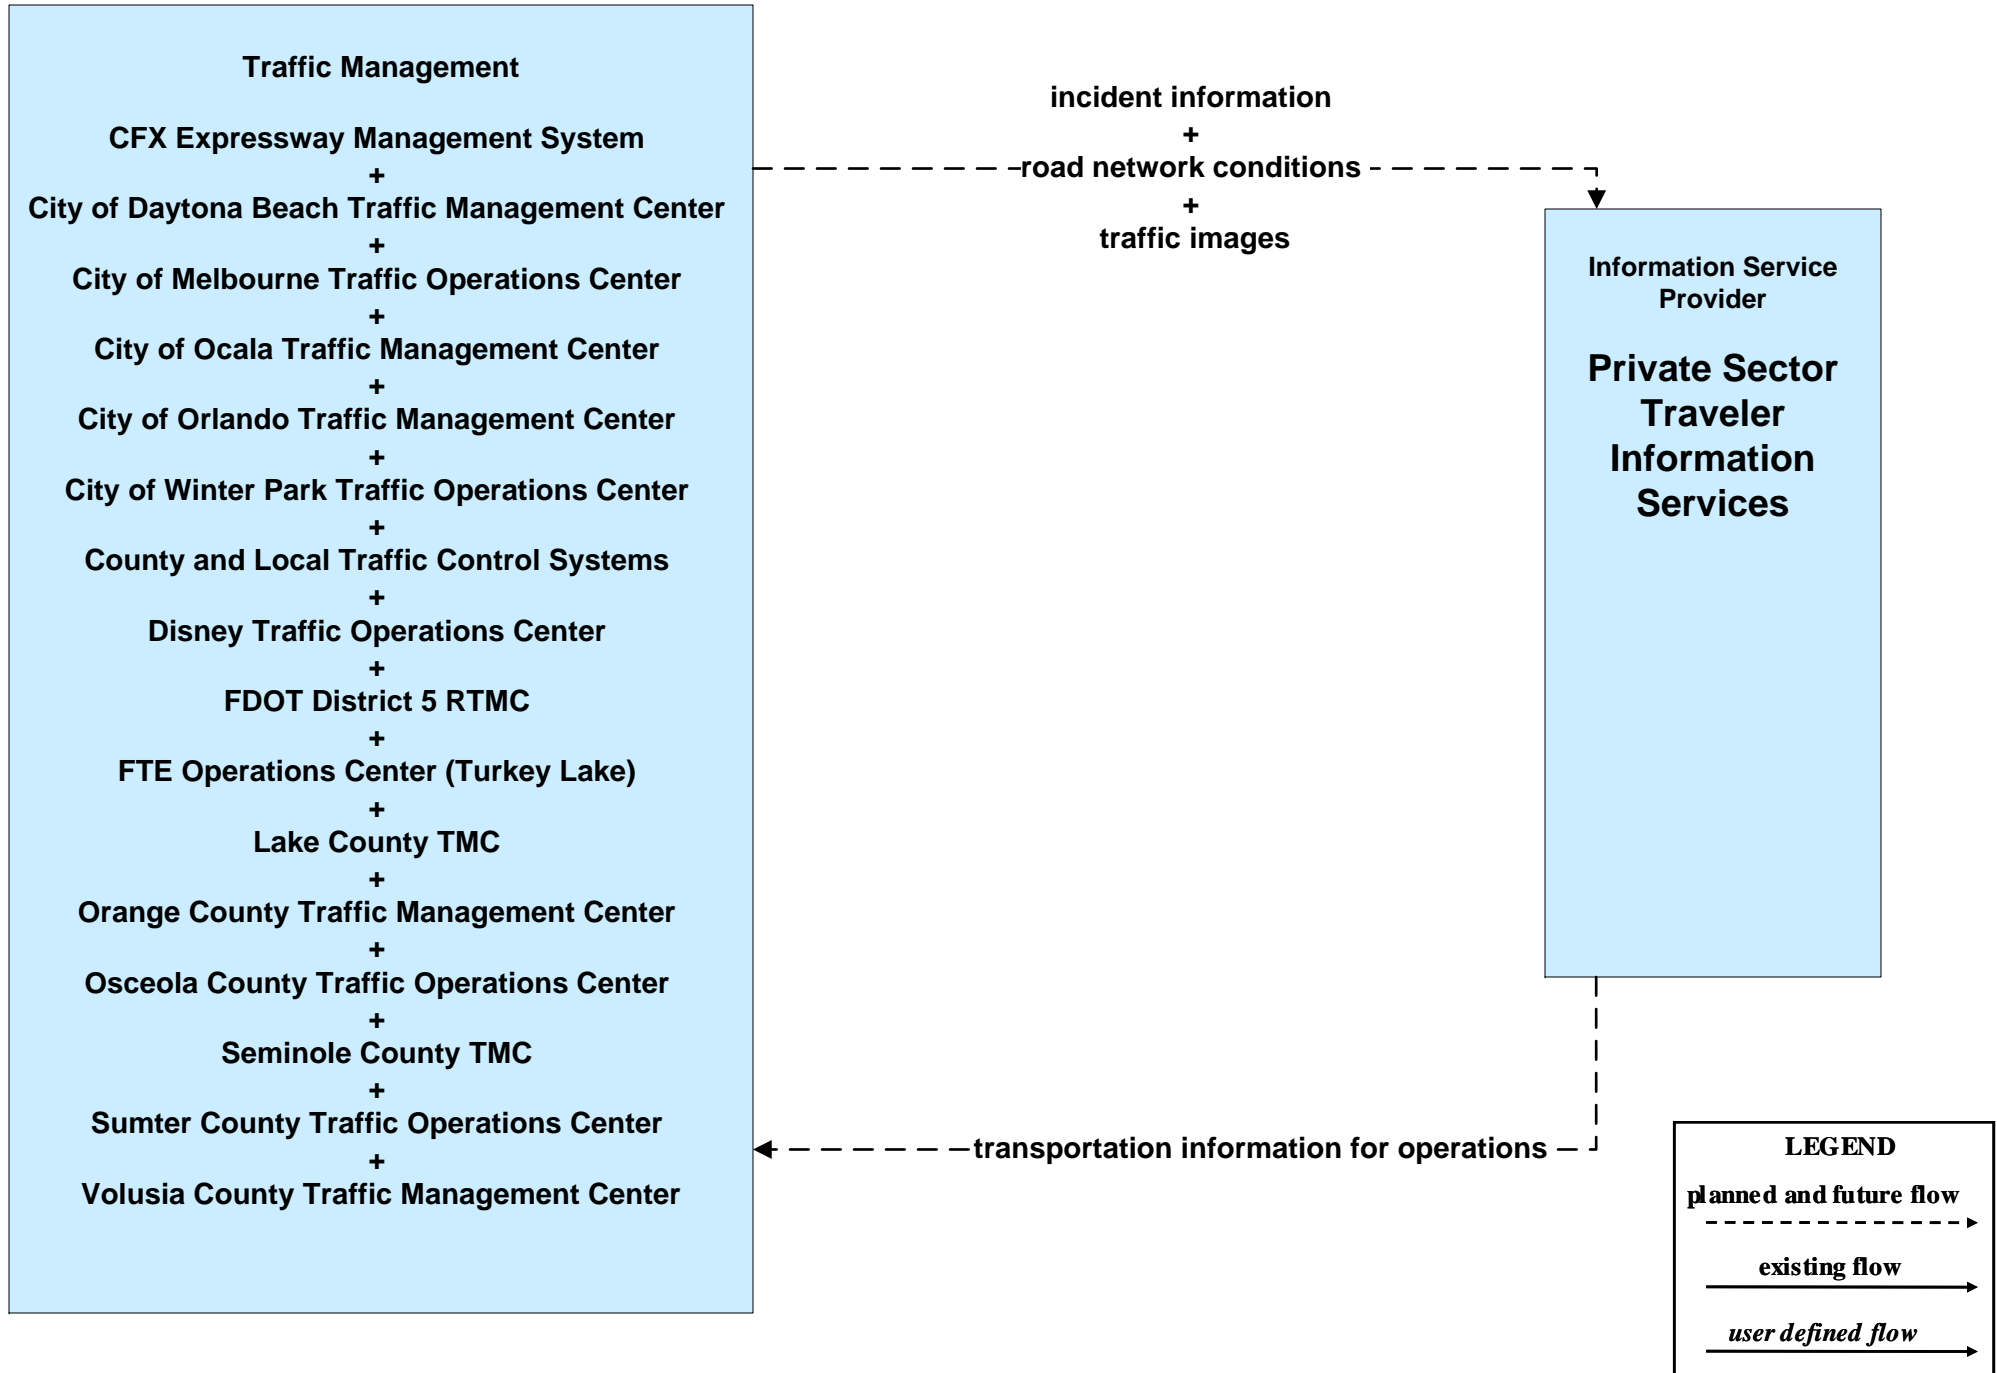 Traffic Management
CFX Expressway Management System
+
City of Daytona Beach Traffic Management Center
+
City of Melbourne Traffic Operations Center
+
City of Ocala Traffic Management Center
+
City of Orlando Traffic Management Center
+
City of Winter Park Traffic Operations Center
+
County and Local Traffic Control Systems
+
Disney Traffic Operations Center
+
FDOT District 5 RTMC
+
FTE Operations Center (Turkey Lake)
+
Lake County TMC
+
Orange County Traffic Management Center
+
Osceola County Traffic Operations Center
+
Seminole County TMC
+
Sumter County Traffic Operations Center
+
Volusia County Traffic Management Center
incident information
+
road network conditions
+
traffic images
Information Service
Provider
Private Sector
Traveler
Information
Services
transportation information for operations
LEGEND
planned and future flow
existing flow
user defined flow